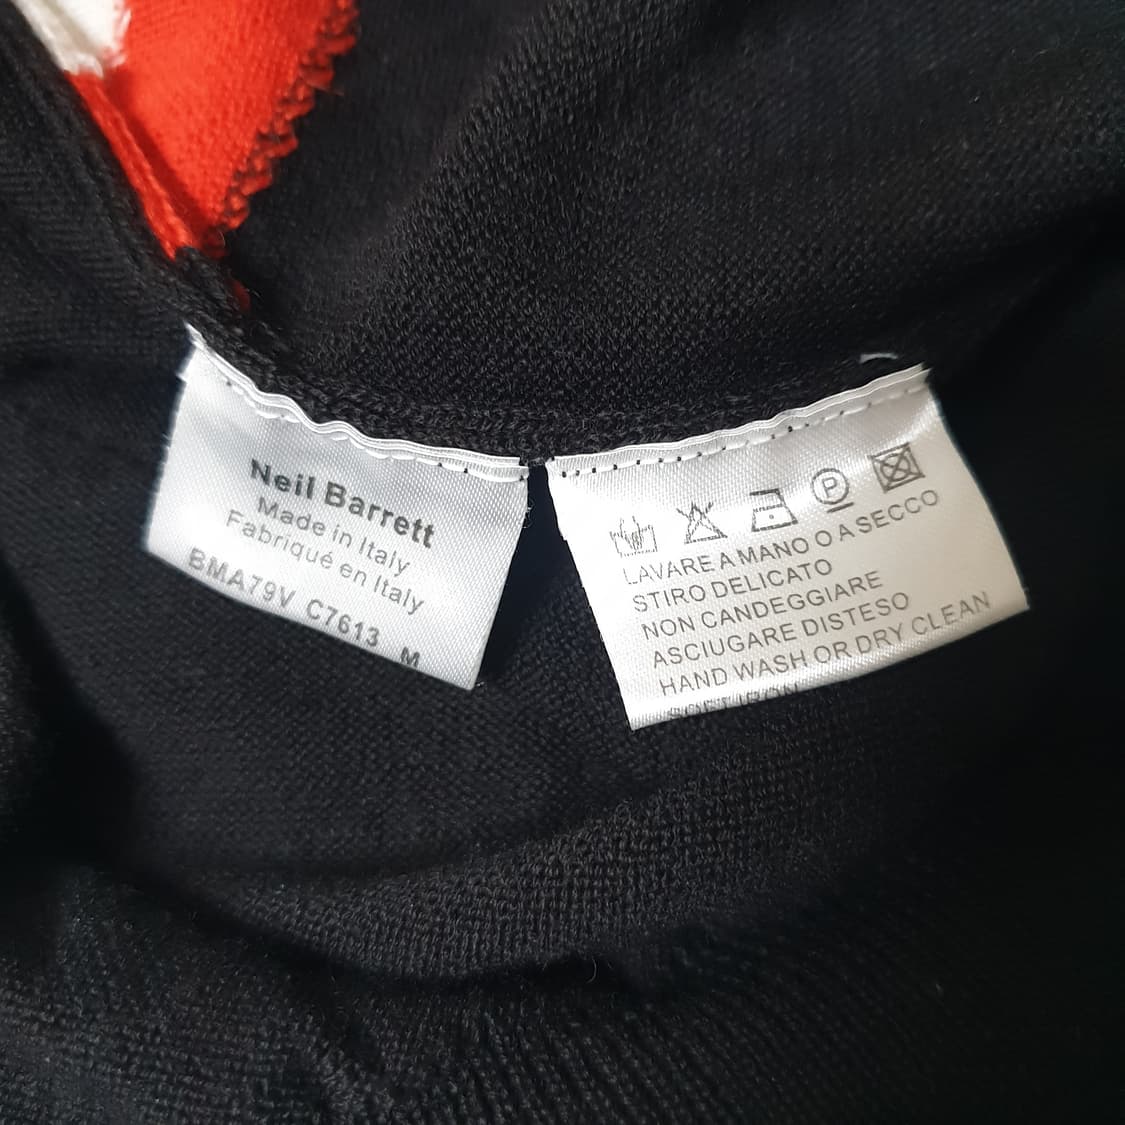 Neil Barrett
Made in Italy
Fabriqué en Italy
BMA79V C7613 M
P
LAVARE A MANO O A SECCO
STIRO DELICATO
NON CANDEGGIARE
ASCIUGARE DISTESO
HAND WASH OR DRY CLEAN